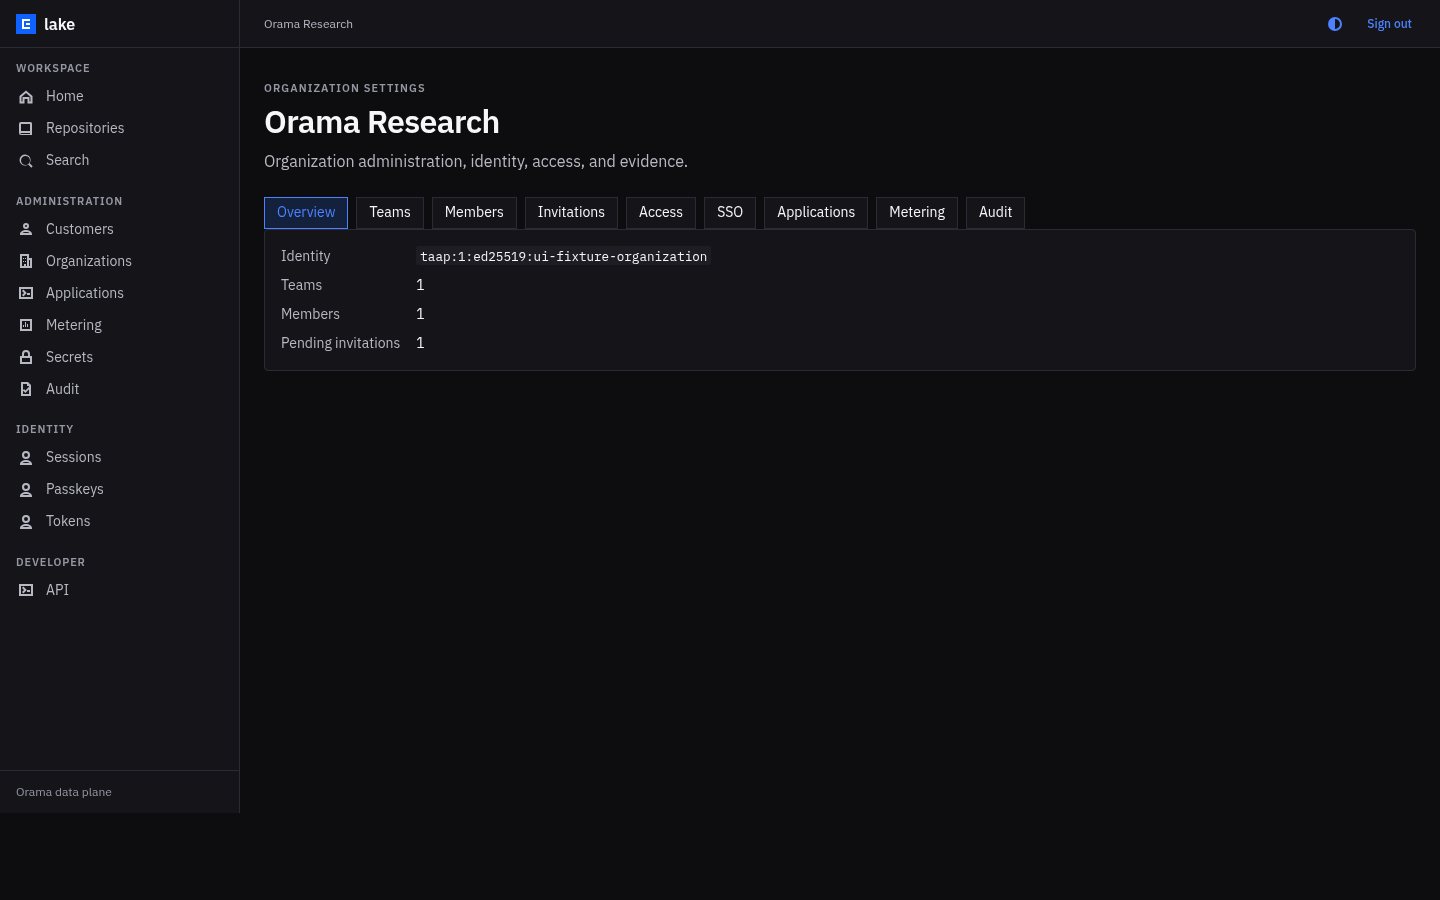 lake
Orama Research
Sign out
WORKSPACE
Home
Repositories
Search
ADMINISTRATION
Customers
Organizations
Applications
Metering
Secrets
Audit
IDENTITY
Sessions
Passkeys
Tokens
DEVELOPER
API
Orama data plane
ORGANIZATION SETTINGS
Orama Research
Organization administration, identity, access, and evidence.
Overview Teams Members Invitations Access SSO Applications Metering Audit
Identity taap:1:ed25519:ui-fixture-organization
Teams 1
Members 1
Pending invitations 1